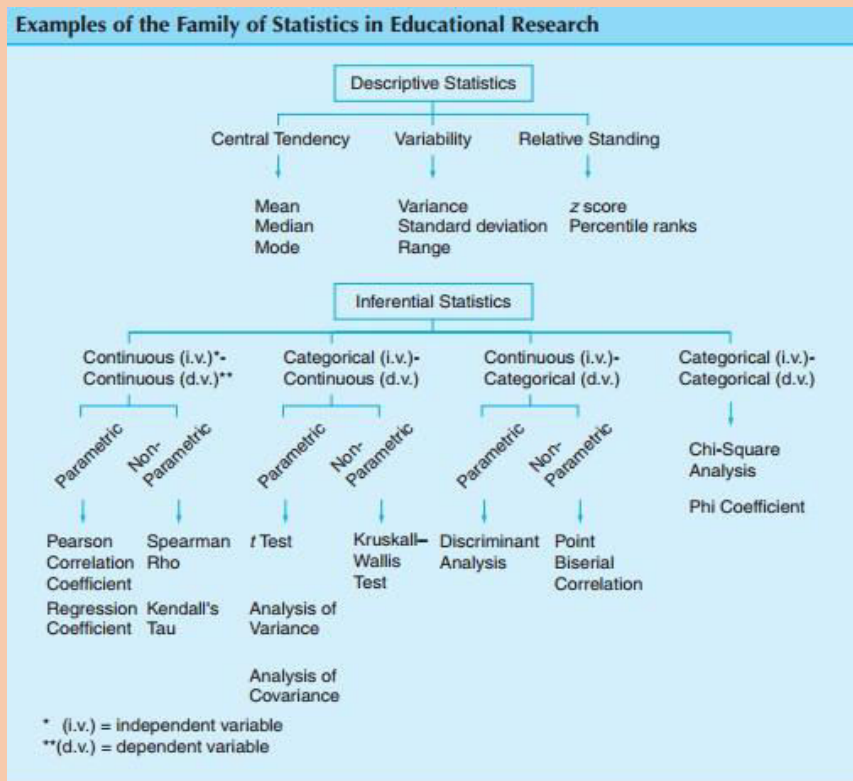 Examples of the Family of Statistics in Educational Research
Descriptive Statistics
Central Tendency
Variability
Relative Standing
Mean
Median
Mode
Variance
Standard deviation
Range
z score
Percentile ranks
Inferential Statistics
Continuous (i.v.)*-
Continuous (d.v.)**
Categorical (i.v.)-
Continuous (d.v.)
Continuous (i.v.)-
Categorical (d.v.)
Categorical (i.v.)-
Categorical (d.v.)
Parametric
Non-
Parametric
Parametric
Non-
Parametric
Parametric
Non-
Parametric
Pearson
Correlation
Coefficient
Regression
Coefficient
Spearman
Rho
Kendall's
Tau
t Test
Analysis of
Variance
Analysis of
Covariance
Kruskall–
Wallis
Test
Discriminant
Analysis
Point
Biserial
Correlation
Chi-Square
Analysis
Phi Coefficient
* (i.v.) = independent variable
**(d.v.) = dependent variable